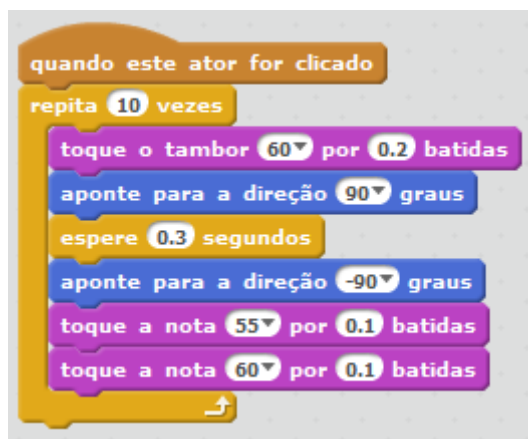 quando este ator for clicado
repita 10 vezes
toque o tambor 60 por 0.2 batidas
aponte para a direção 90 graus
espere 0.3 segundos
aponte para a direção -90 graus
toque a nota 55 por 0.1 batidas
toque a nota 60 por 0.1 batidas